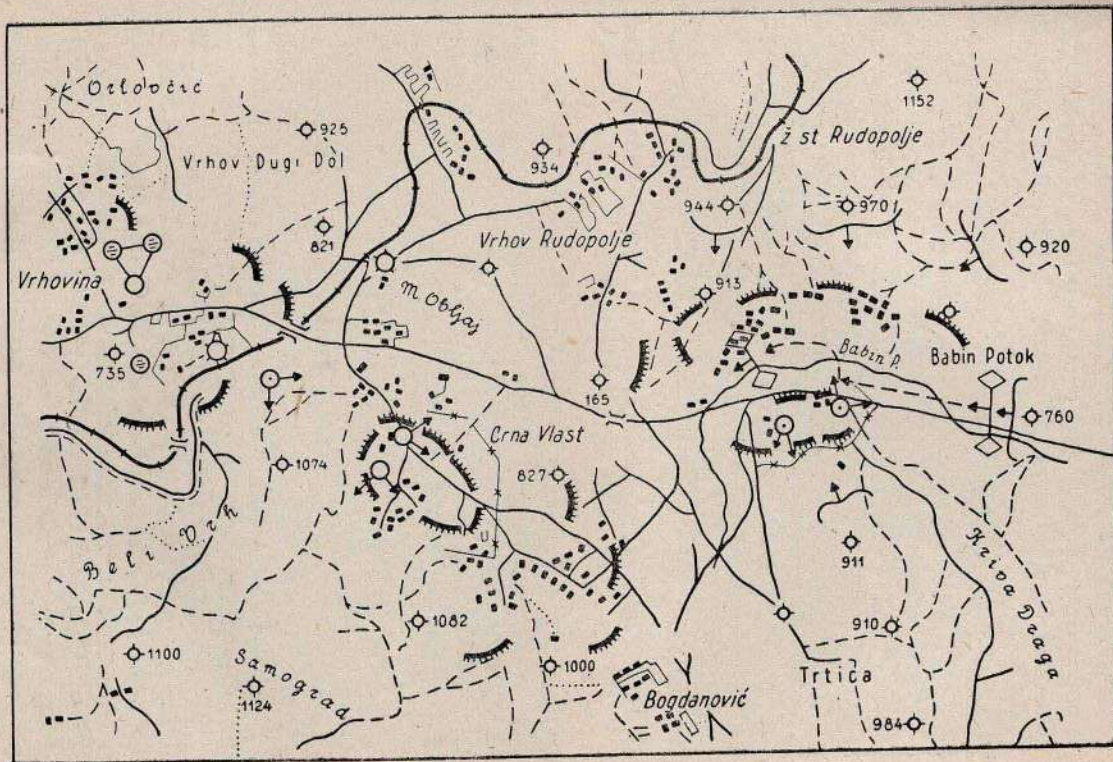 1152
Orlovčić
925
Vrhov Dugi Dol
934
ž st Rudopolje
944
970
821
Vrhov Rudopolje
920
Vrhovina
M Obljaj
913
Babin P.
Babin Potok
735
165
760
Crna Vlast
1074
827
U
911
Beli Vrh
Kriva Draga
1082
910
1100
Samograd
1000
Trtića
1124
Bogdanović
984